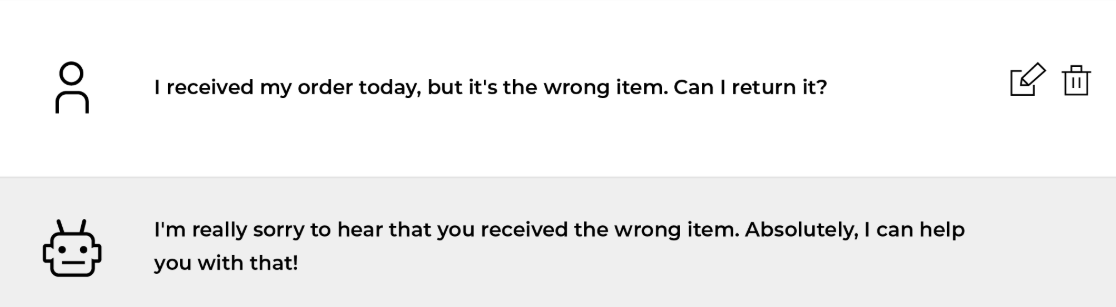 I received my order today, but it's the wrong item. Can I return it?
I'm really sorry to hear that you received the wrong item. Absolutely, I can help
you with that!